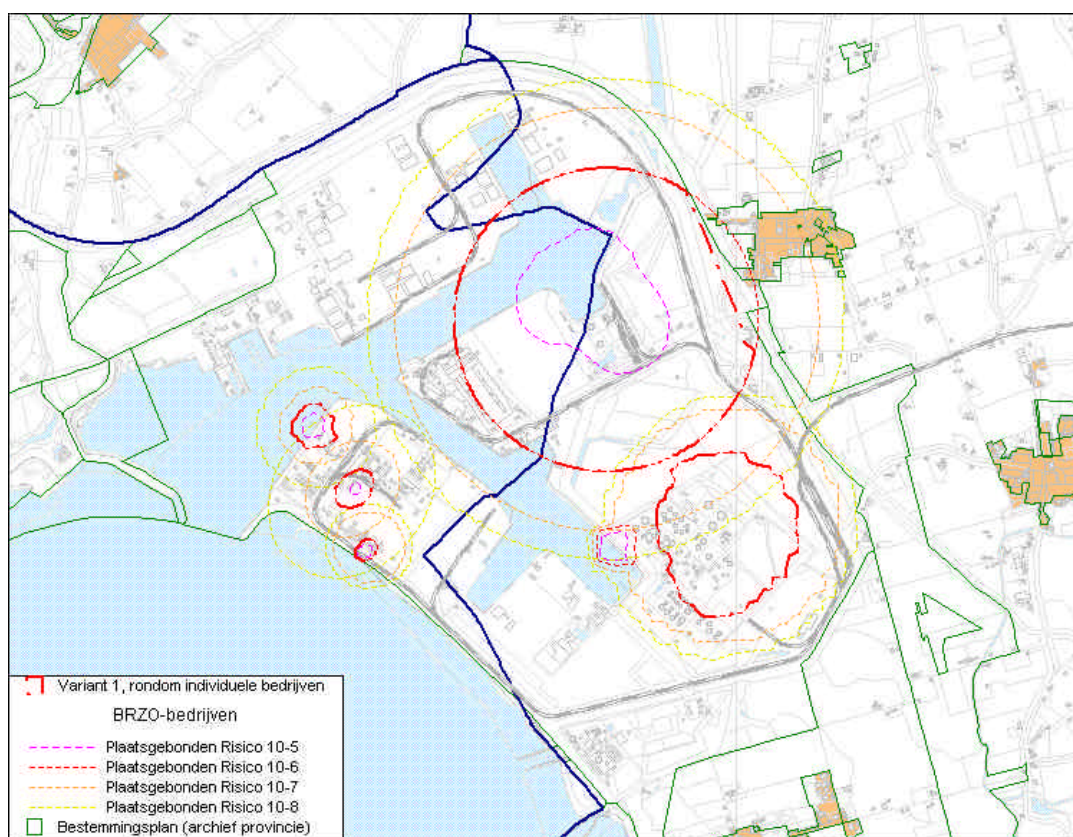 Variant 1, rondom individuele bedrijven
BRZO-bedrijven
Plaatsgebonden Risico 10-5
Plaatsgebonden Risico 10-6
Plaatsgebonden Risico 10-7
Plaatsgebonden Risico 10-8
Bestemmingsplan (archief provincie)